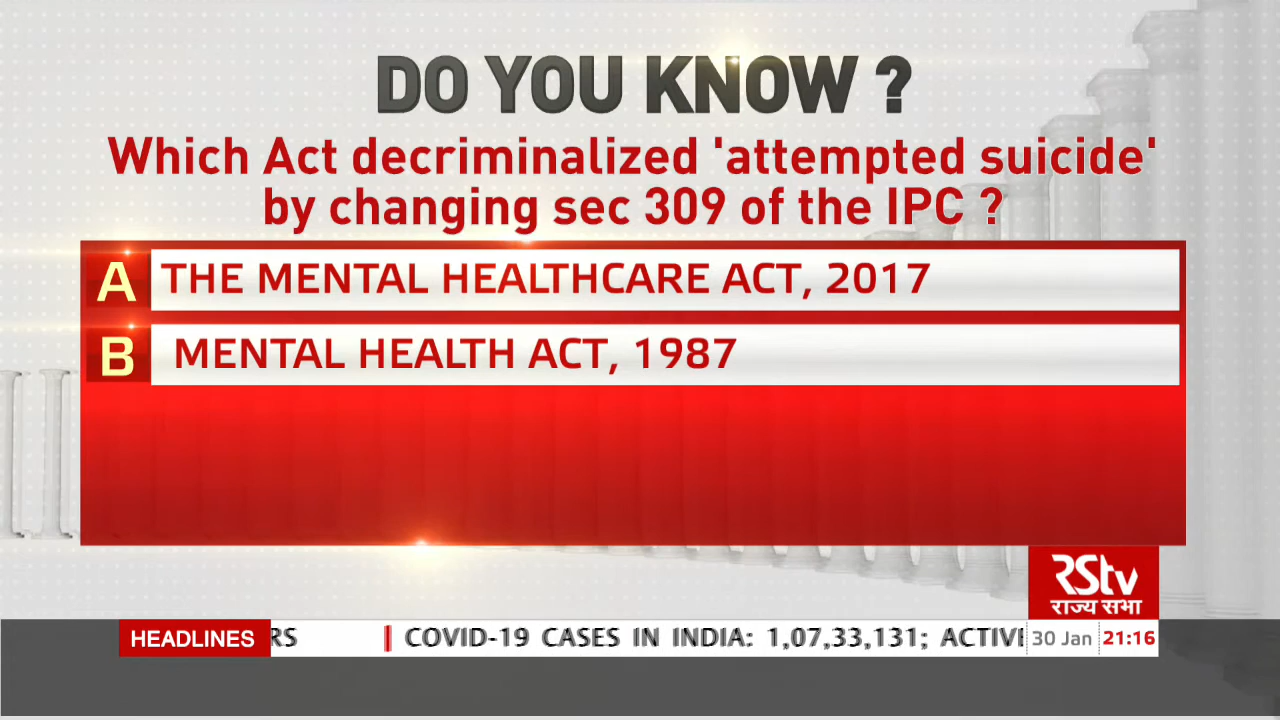 DO YOU KNOW ?
Which Act decriminalized 'attempted suicide'
by changing sec 309 of the IPC ?
A THE MENTAL HEALTHCARE ACT, 2017
B MENTAL HEALTH ACT, 1987
RStv
राज्य सभा
HEADLINES RS | COVID-19 CASES IN INDIA: 1,07,33,131; ACTIVE 30 Jan 21:16